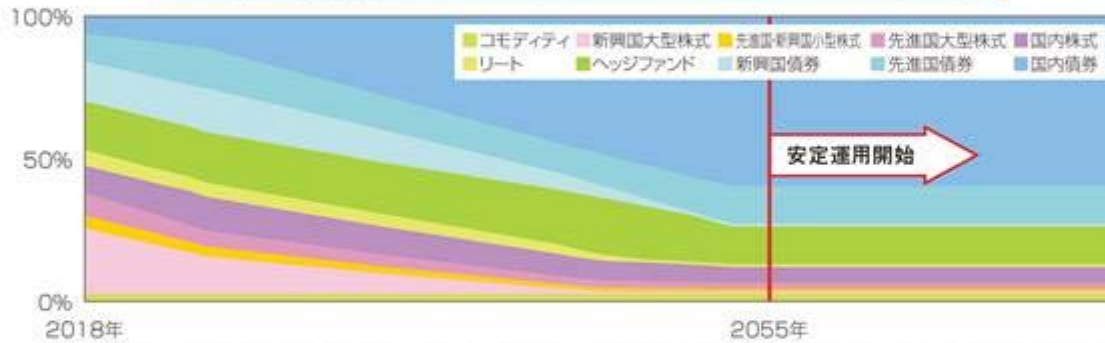 100%
コモディティ 新興国大型株式 先進国・新興国小型株式 先進国大型株式 国内株式
リート ヘッジファンド 新興国債券 先進国債券 国内債券
50%
安定運用開始
0%
2018年 2055年